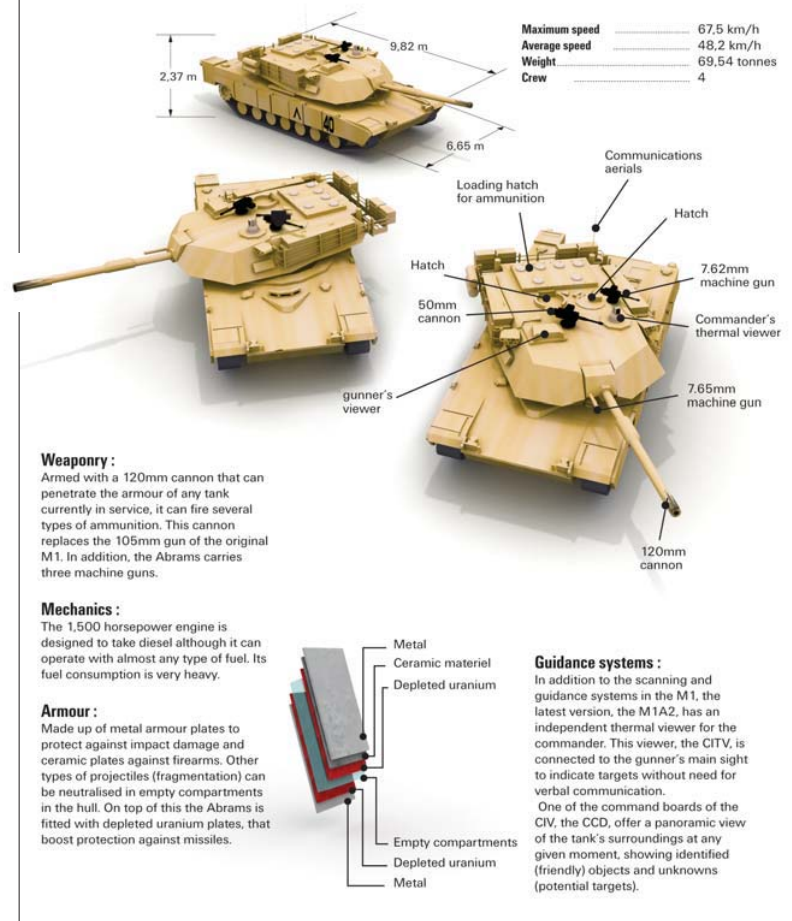 Maximum speed 67,5 km/h
Average speed 48,2 km/h
Weight 69,54 tonnes
Crew 4
9,82 m
2,37 m
6,65 m
40
Communications
aerials
Loading hatch
for ammunition
Hatch
Hatch
7.62mm
machine gun
50mm
cannon
Commander's
thermal viewer
gunner's
viewer
7.65mm
machine gun
120mm
cannon
Weaponry :
Armed with a 120mm cannon that can
penetrate the armour of any tank
currently in service, it can fire several
types of ammunition. This cannon
replaces the 105mm gun of the original
M1. In addition, the Abrams carries
three machine guns.
Mechanics :
The 1,500 horsepower engine is
designed to take diesel although it can
operate with almost any type of fuel. Its
fuel consumption is very heavy.
Armour :
Made up of metal armour plates to
protect against impact damage and
ceramic plates against firearms. Other
types of projectiles (fragmentation) can
be neutralised in empty compartments
in the hull. On top of this the Abrams is
fitted with depleted uranium plates, that
boost protection against missiles.
Metal
Ceramic materiel
Depleted uranium
Empty compartments
Depleted uranium
Metal
Guidance systems :
In addition to the scanning and
guidance systems in the M1, the
latest version, the M1A2, has an
independent thermal viewer for the
commander. This viewer, the CITV, is
connected to the gunner's main sight
to indicate targets without need for
verbal communication.
One of the command boards of the
CIV, the CCD, offer a panoramic view
of the tank's surroundings at any
given moment, showing identified
(friendly) objects and unknowns
(potential targets).